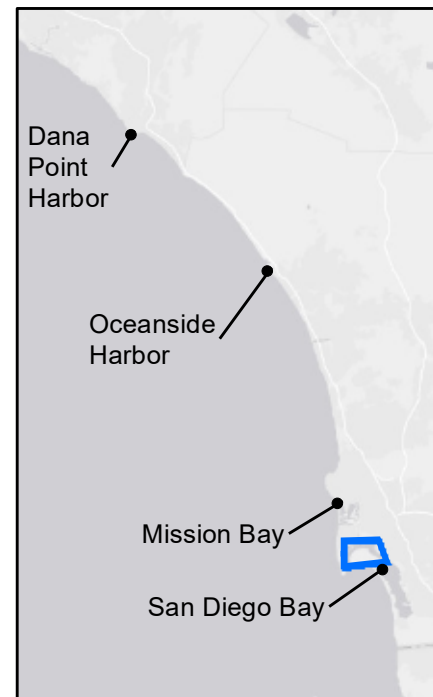 Dana
Point
Harbor
Oceanside
Harbor
Mission Bay
San Diego Bay